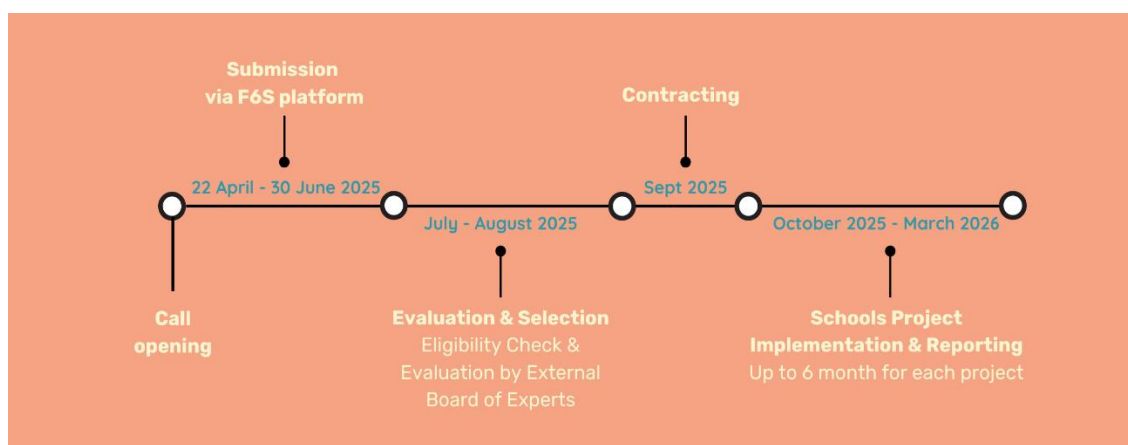 Submission
via F6S platform
Contracting
22 April - 30 June 2025
Sept 2025
July - August 2025
October 2025 - March 2026
Call
opening
Evaluation & Selection
Eligibility Check &
Evaluation by External
Board of Experts
Schools Project
Implementation & Reporting
Up to 6 month for each project